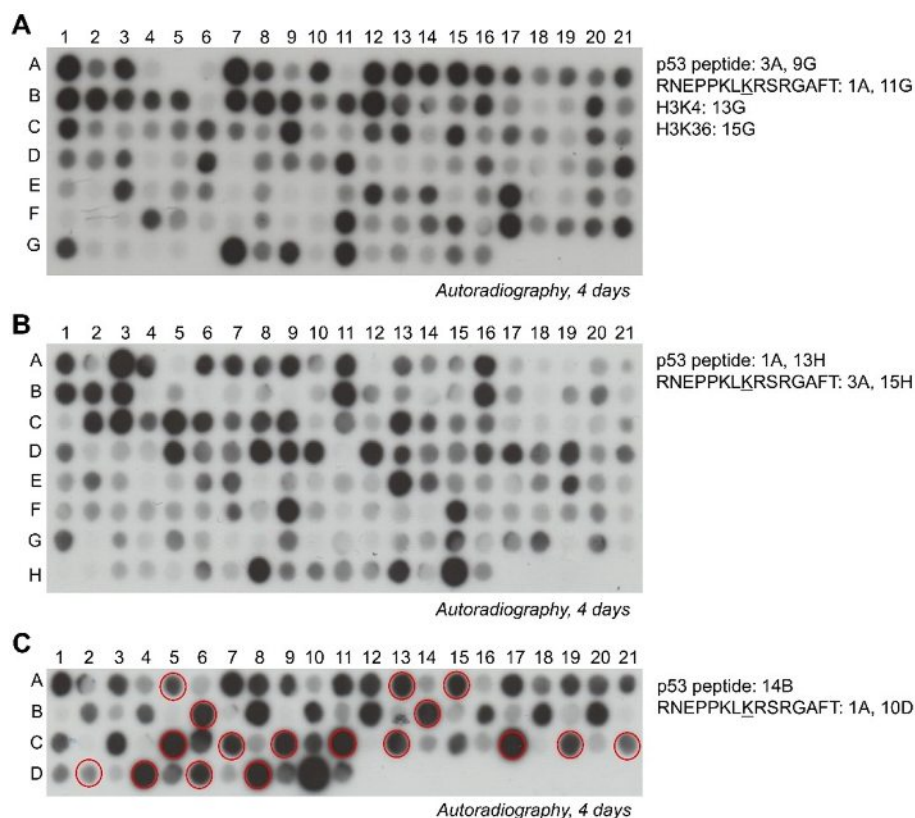 A
1 2 3 4 5 6 7 8 9 10 11 12 13 14 15 16 17 18 19 20 21
A
B
C
D
E
F
G
p53 peptide: 3A, 9G
RNEPPKLKRSRGAFT: 1A, 11G
H3K4: 13G
H3K36: 15G
Autoradiography, 4 days
B
1 2 3 4 5 6 7 8 9 10 11 12 13 14 15 16 17 18 19 20 21
A
B
C
D
E
F
G
H
p53 peptide: 1A, 13H
RNEPPKLKRSRGAFT: 3A, 15H
Autoradiography, 4 days
C
1 2 3 4 5 6 7 8 9 10 11 12 13 14 15 16 17 18 19 20 21
A
B
C
D
p53 peptide: 14B
RNEPPKLKRSRGAFT: 1A, 10D
Autoradiography, 4 days